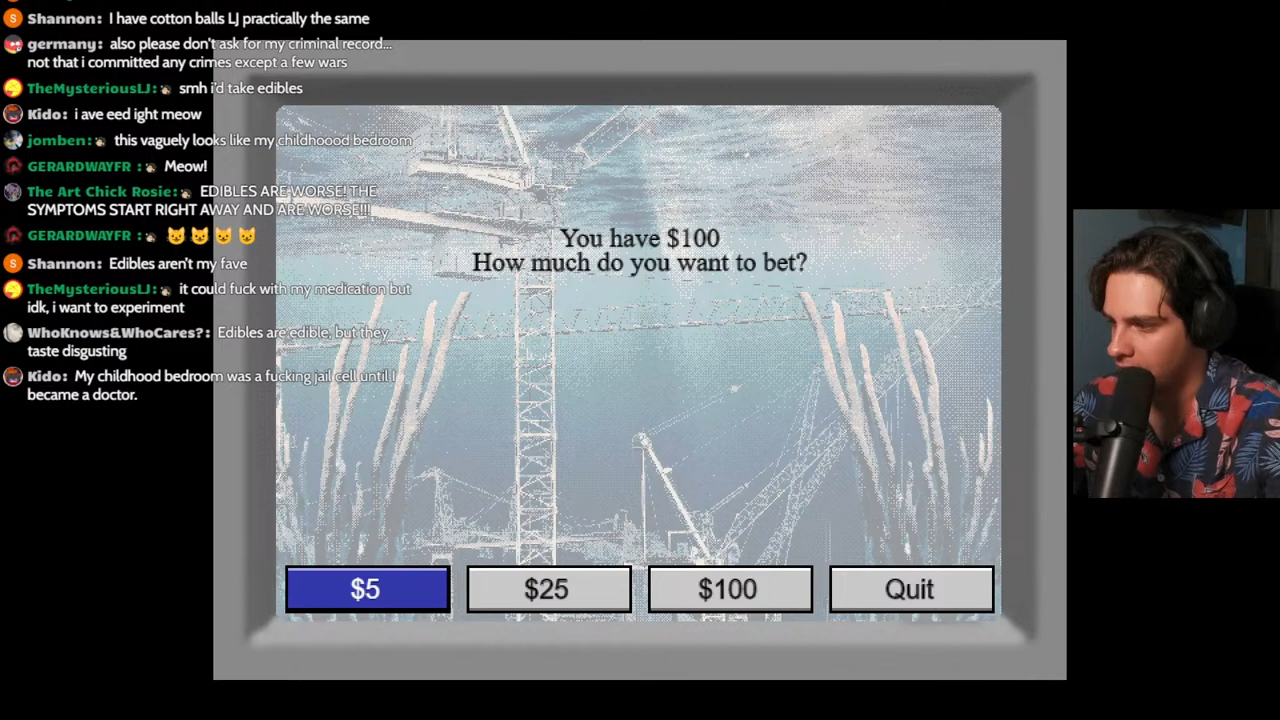 Shannon: I have cotton balls LJ practically the same
germany: also please don't ask for my criminal record...
not that i committed any crimes except a few wars
TheMysteriousLJ: smh i'd take edibles
Kido: i ave eed ight meow
jomben: this vaguely looks like my childhoood bedroom
GERARDWAYFR : Meow!
The Art Chick Rosie: EDIBLES ARE WORSE! THE
SYMPTOMS START RIGHT AWAY AND ARE WORSE!!!
GERARDWAYFR : 😺 😺 😺 😺
Shannon: Edibles aren't my fave
TheMysteriousLJ: it could fuck with my medication but
idk, i want to experiment
WhoKnows&WhoCares?: Edibles are edible, but they
taste disgusting
Kido: My childhood bedroom was a fucking jail cell until I
became a doctor.
You have $100
How much do you want to bet?
$5
$25
$100
Quit